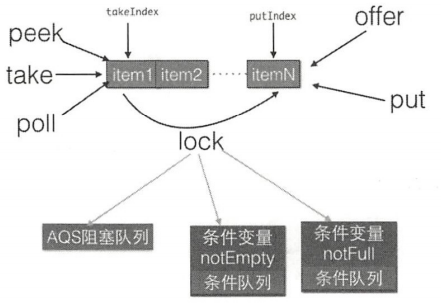 takeIndex
putIndex
offer
peek
take
item1 item2 ······ itemN
put
poll
lock
AQS阻塞队列
条件变量
notEmpty
条件队列
条件变量
notFull
条件队列